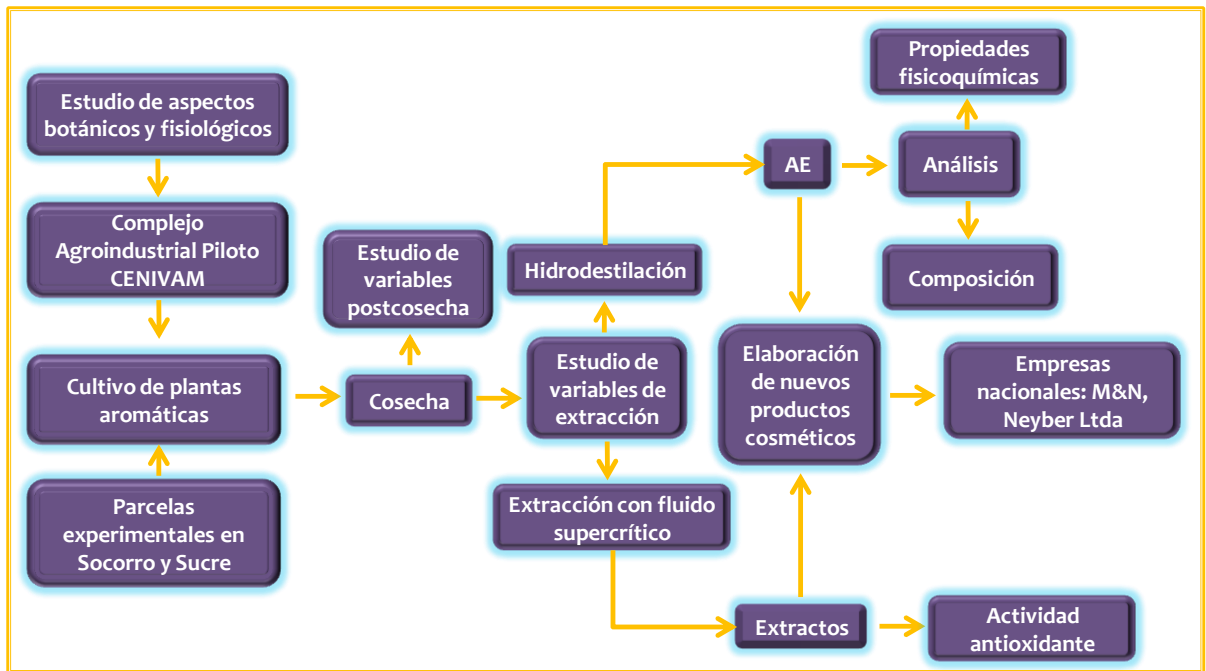 Estudio de aspectos
botánicos y fisiológicos
Complejo
Agroindustrial Piloto
CENIVAM
Cultivo de plantas
aromáticas
Parcelas
experimentales en
Socorro y Sucre
Estudio de
variables
postcosecha
Cosecha
Hidrodestilación
Estudio de
variables de
extracción
Extracción con fluido
supercrítico
AE
Análisis
Propiedades
fisicoquímicas
Composición
Elaboración
de nuevos
productos
cosméticos
Empresas
nacionales: M&N,
Neyber Ltda
Extractos
Actividad
antioxidante